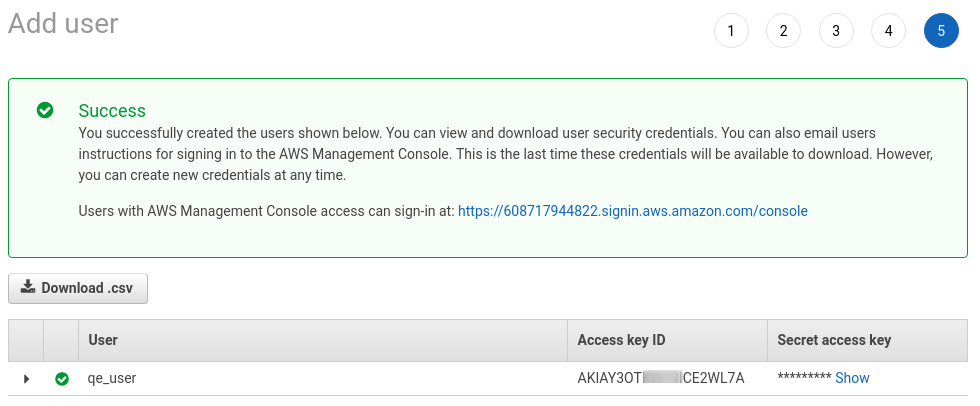 Add user
1 2 3 4 5
Success
You successfully created the users shown below. You can view and download user security credentials. You can also email users
instructions for signing in to the AWS Management Console. This is the last time these credentials will be available to download. However,
you can create new credentials at any time.
Users with AWS Management Console access can sign-in at: https://608717944822.signin.aws.amazon.com/console
Download .csv
User Access key ID Secret access key
qe_user ********* Show